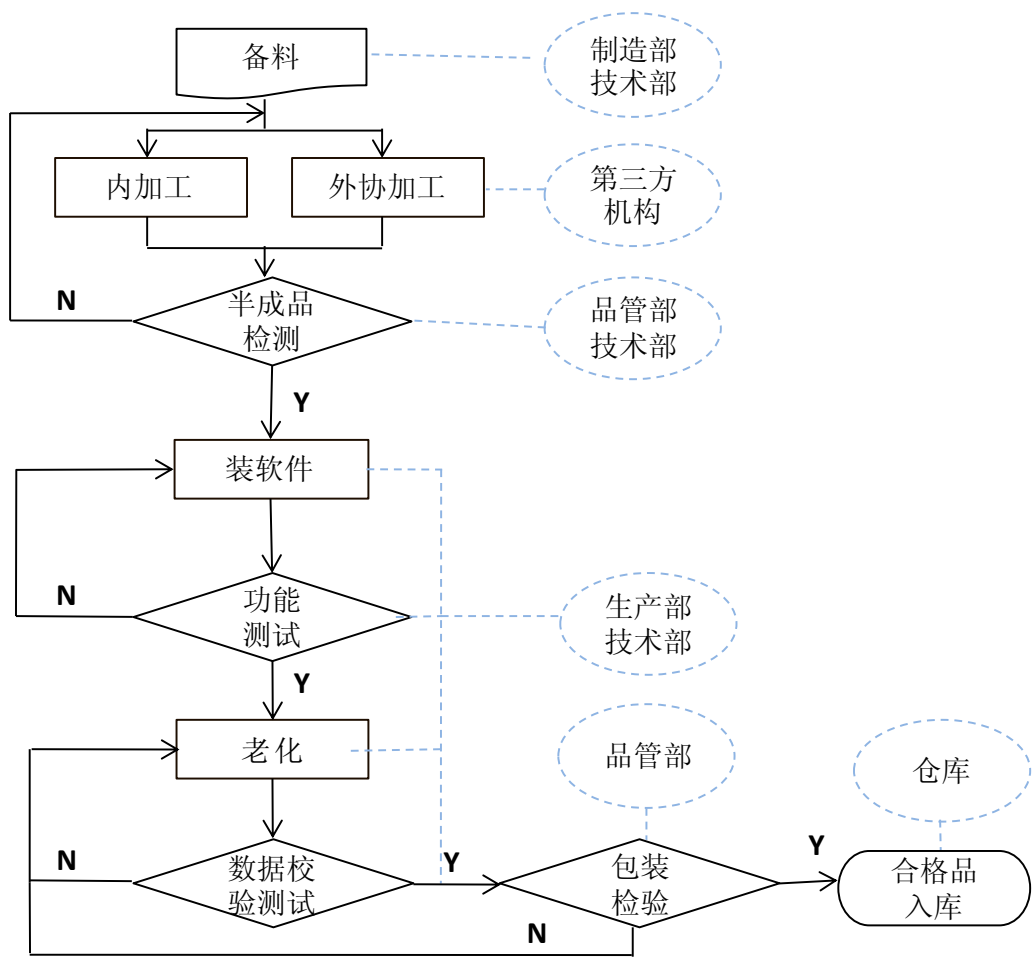 备料
制造部
技术部
内加工
外协加工
第三方
机构
N
半成品
检测
品管部
技术部
Y
装软件
N
功能
测试
生产部
技术部
Y
老化
品管部
仓库
N
数据校
验测试
Y
包装
检验
Y
合格品
入库
N